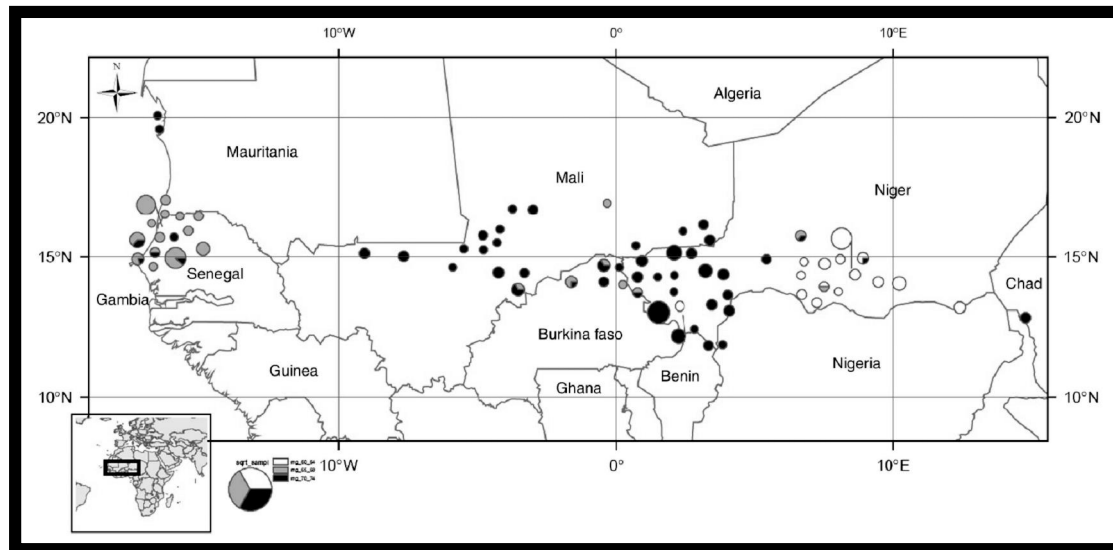 10°W 0° 10°E
N
Algeria
20°N 20°N
Mauritania
Mali
Niger
15°N 15°N
Senegal
Chad
Gambia
Burkina faso
Guinea
Nigeria
Benin
Ghana
10°N 10°N
10°W 0° 10°E